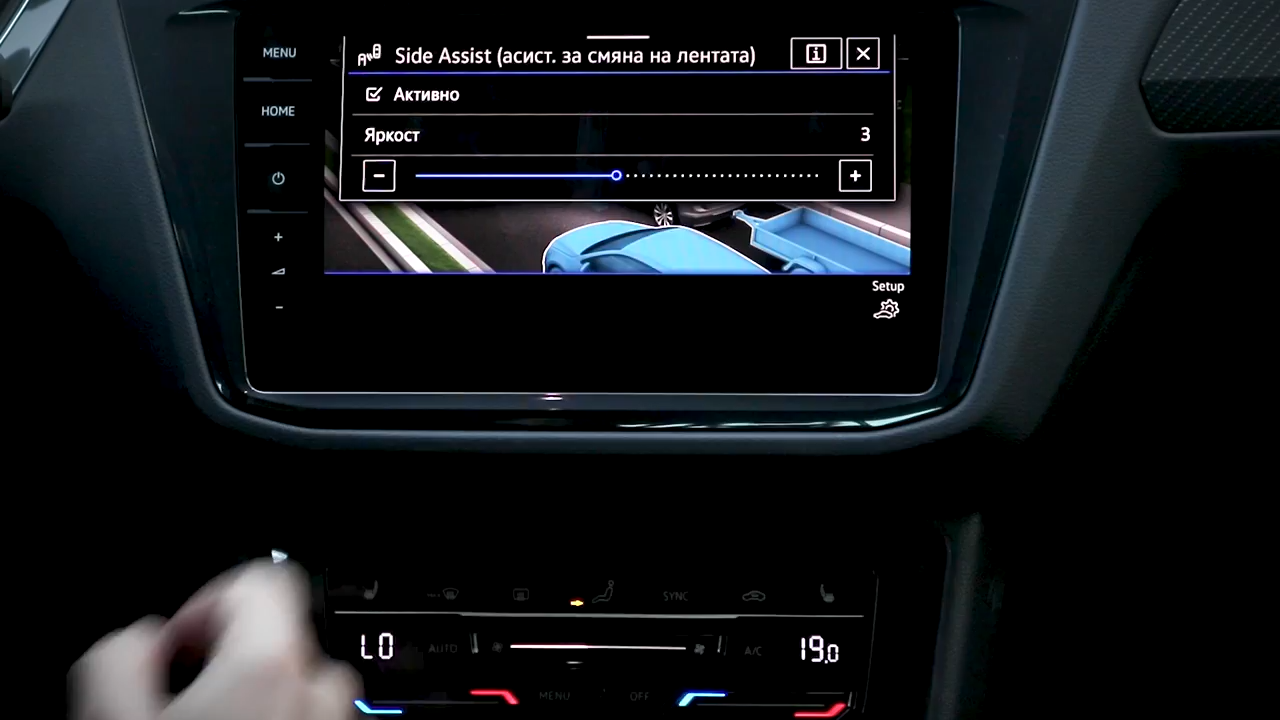 MENU
Side Assist (асист. за смяна на лентата)
Активно
HOME
Яркост 3
Setup
SYNC
LO AUTO A/C 19.0
MENU OFF